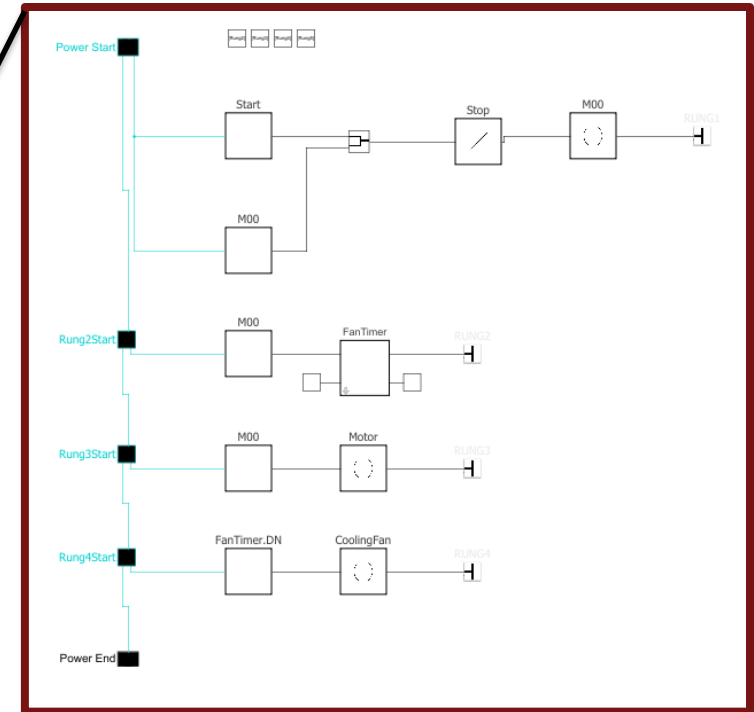 Power Start
Start
Stop
M00
RUNG1
M00
M00
FanTimer
RUNG2
Rung2Start
M00
Motor
RUNG3
Rung3Start
FanTimer.DN
CoolingFan
RUNG4
Rung4Start
Power End